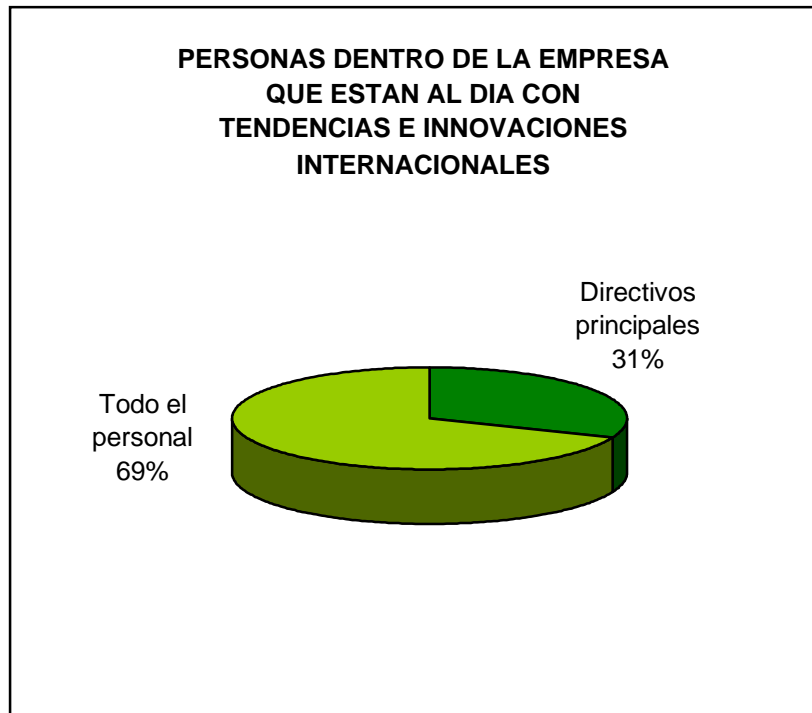 PERSONAS DENTRO DE LA EMPRESA
QUE ESTAN AL DIA CON
TENDENCIAS E INNOVACIONES
INTERNACIONALES
Directivos
principales
31%
Todo el
personal
69%